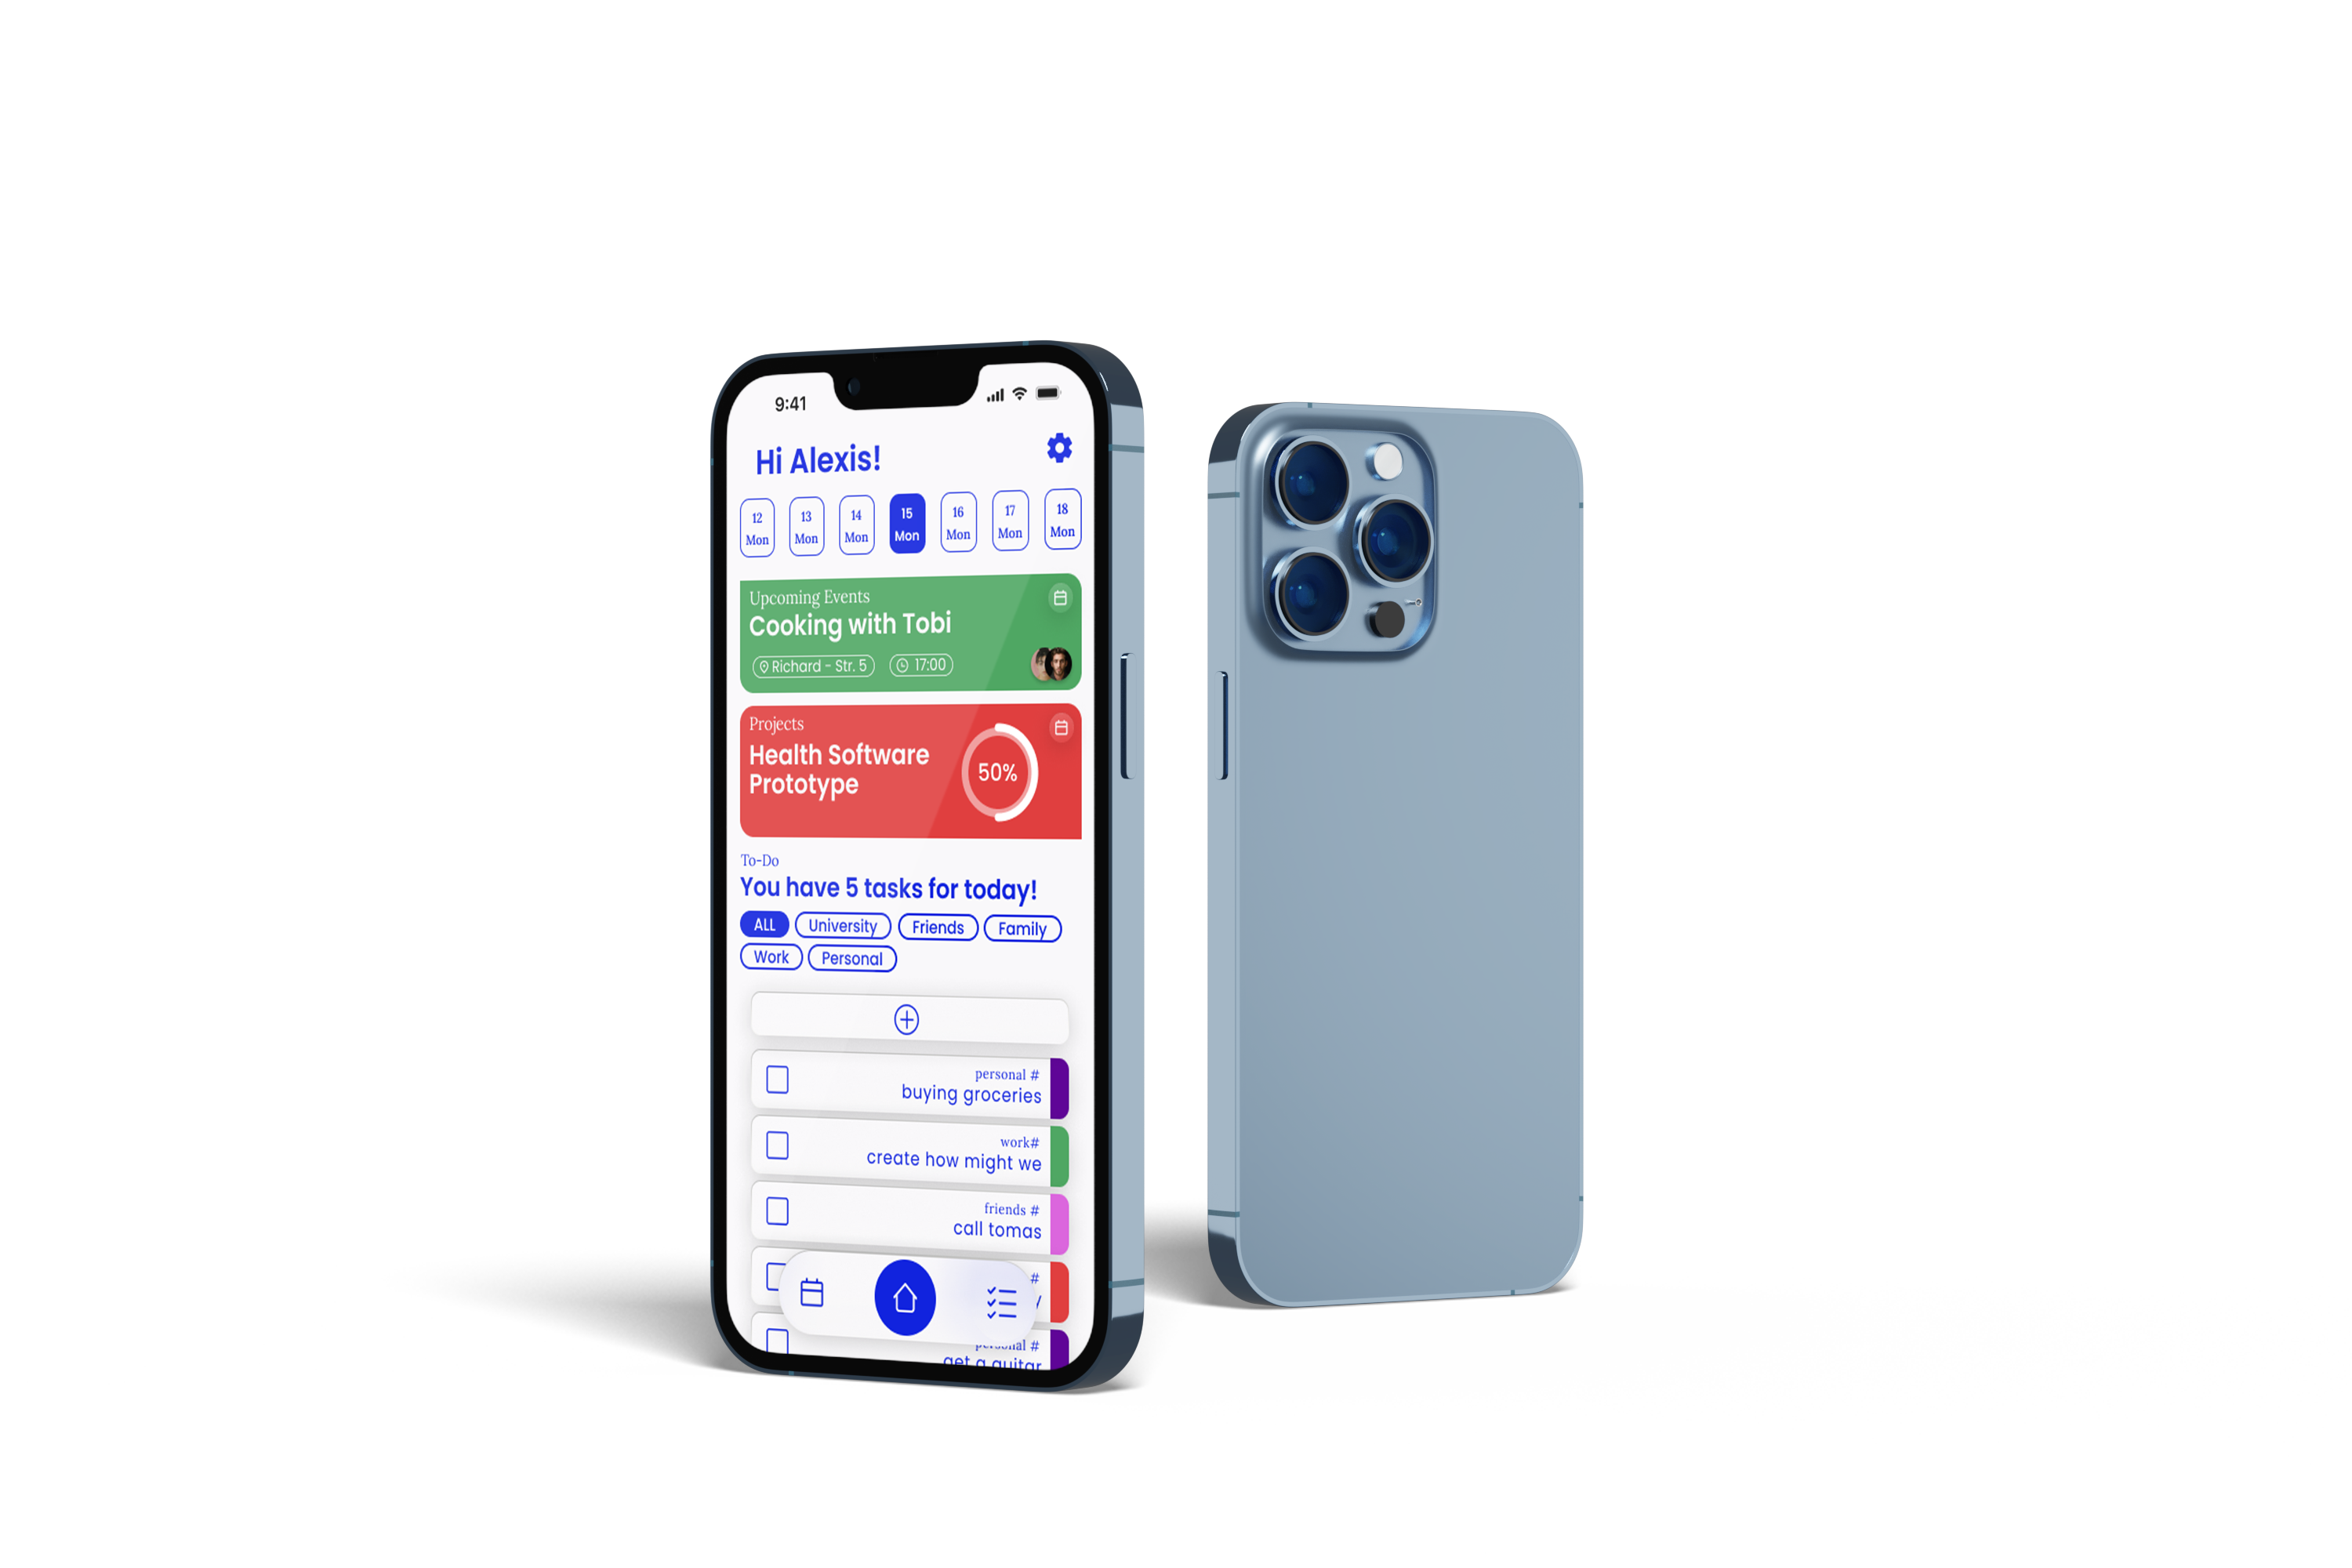 9:41
Hi Alexis!
12 13 14 15 16 17 18
Mon Mon Mon Mon Mon Mon Mon
Upcoming Events
Cooking with Tobi
Richard - Str. 5 17:00
Projects
Health Software
Prototype
50%
To-Do
You have 5 tasks for today!
ALL University Friends Family
Work Personal
personal #
buying groceries
work#
create how might we
friends #
call tomas
#
personal #
get a guitar